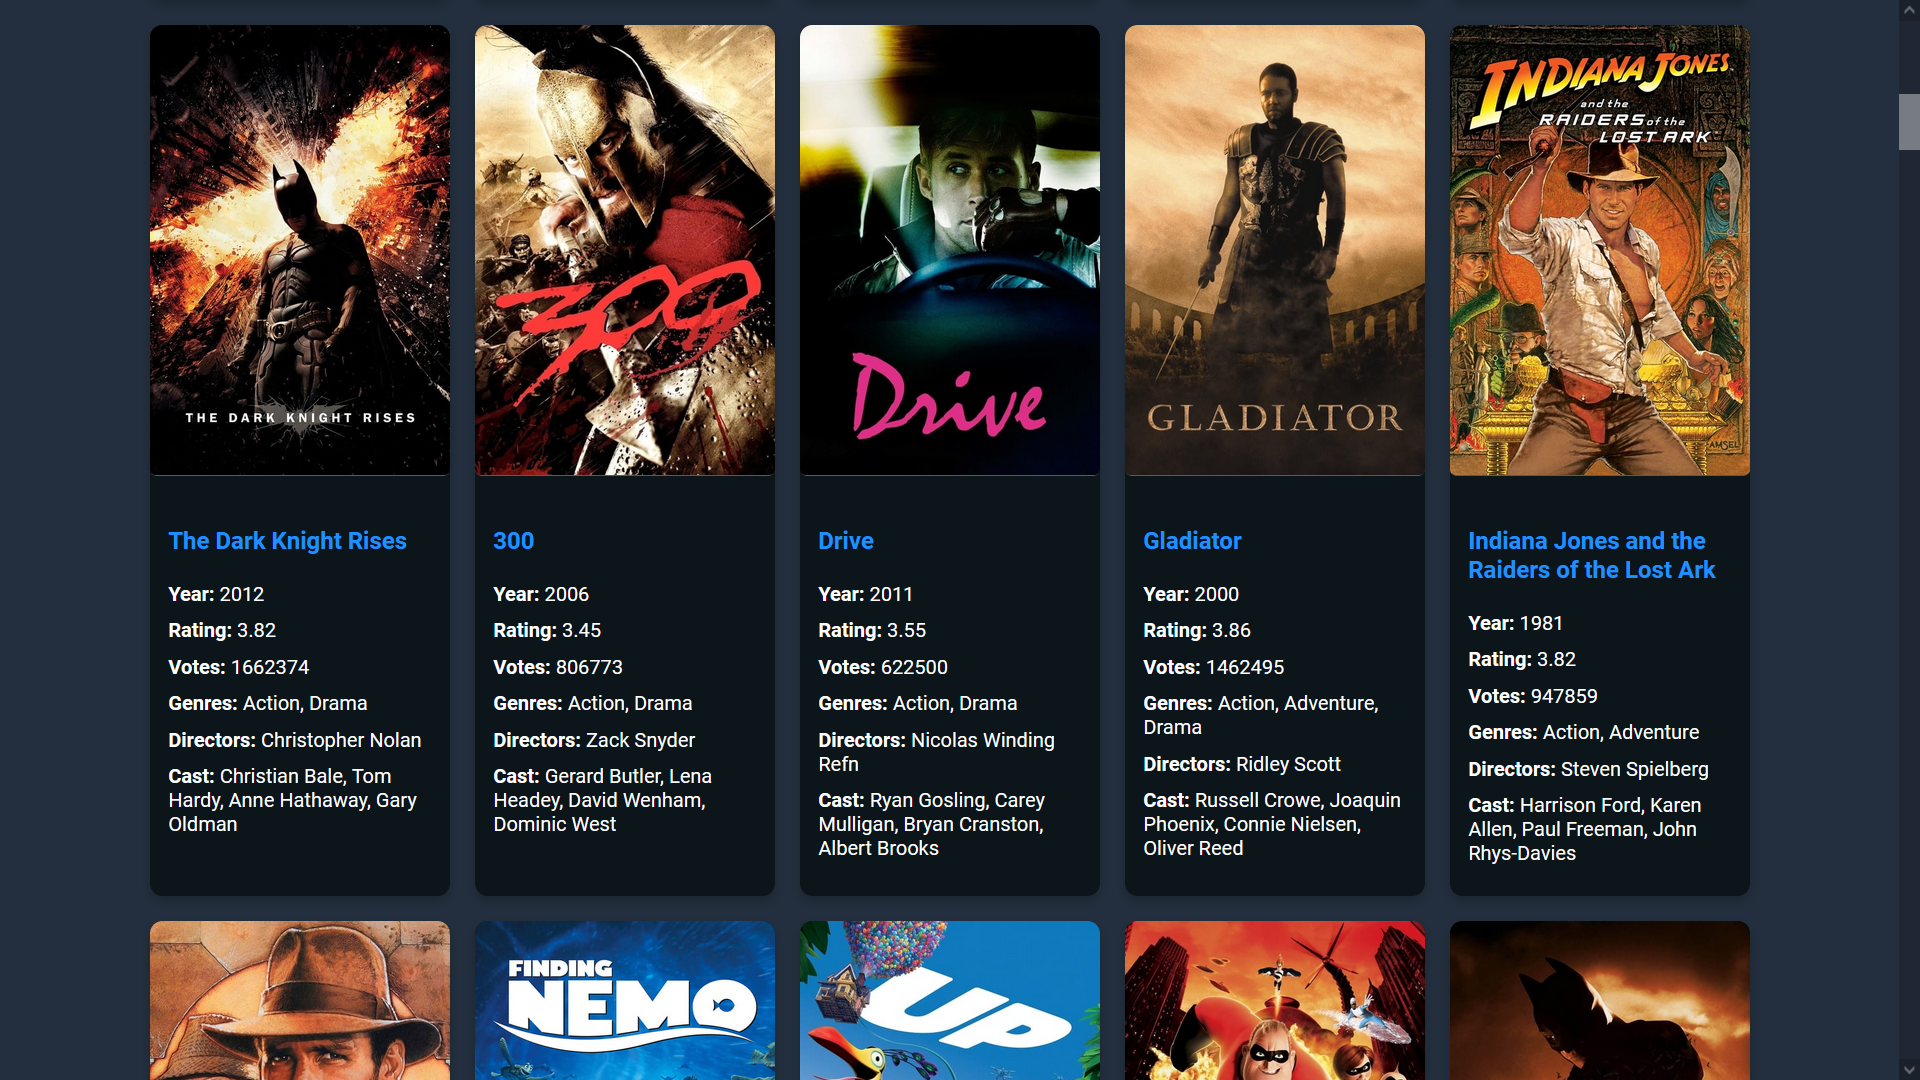 THE DARK KNIGHT RISES
300
Drive
GLADIATOR
INDIANA JONES
and the
RAIDERS of the
LOST ARK
AMSEL
The Dark Knight Rises
Year: 2012
Rating: 3.82
Votes: 1662374
Genres: Action, Drama
Directors: Christopher Nolan
Cast: Christian Bale, Tom
Hardy, Anne Hathaway, Gary
Oldman
300
Year: 2006
Rating: 3.45
Votes: 806773
Genres: Action, Drama
Directors: Zack Snyder
Cast: Gerard Butler, Lena
Headey, David Wenham,
Dominic West
Drive
Year: 2011
Rating: 3.55
Votes: 622500
Genres: Action, Drama
Directors: Nicolas Winding
Refn
Cast: Ryan Gosling, Carey
Mulligan, Bryan Cranston,
Albert Brooks
Gladiator
Year: 2000
Rating: 3.86
Votes: 1462495
Genres: Action, Adventure,
Drama
Directors: Ridley Scott
Cast: Russell Crowe, Joaquin
Phoenix, Connie Nielsen,
Oliver Reed
Indiana Jones and the
Raiders of the Lost Ark
Year: 1981
Rating: 3.82
Votes: 947859
Genres: Action, Adventure
Directors: Steven Spielberg
Cast: Harrison Ford, Karen
Allen, Paul Freeman, John
Rhys-Davies
FINDING
NEMO
UP